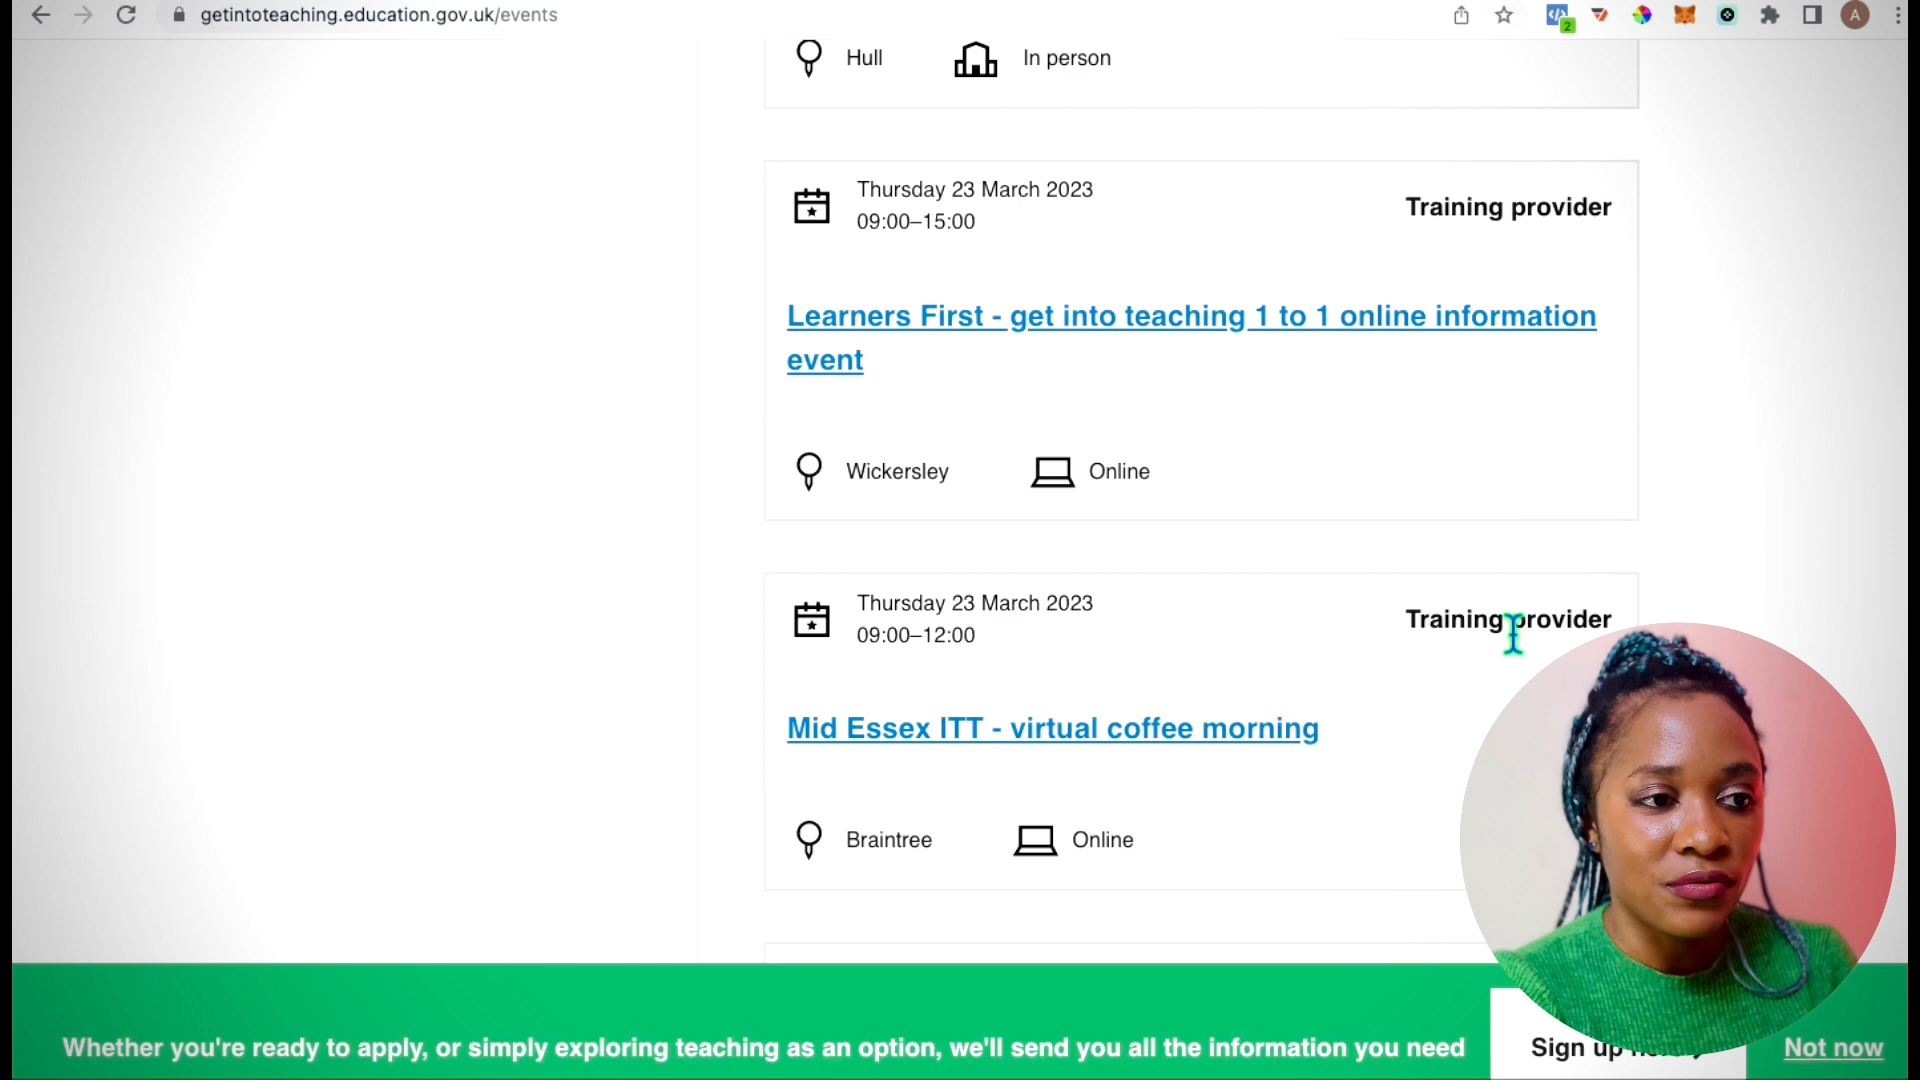 getintoteaching.education.gov.uk/events
2
A
Hull
In person
Thursday 23 March 2023
Training provider
09:00–15:00
Learners First - get into teaching 1 to 1 online information
event
Wickersley
Online
Thursday 23 March 2023
Training provider
09:00–12:00
Mid Essex ITT - virtual coffee morning
Braintree
Online
Whether you're ready to apply, or simply exploring teaching as an option, we'll send you all the information you need
Sign up
Not now